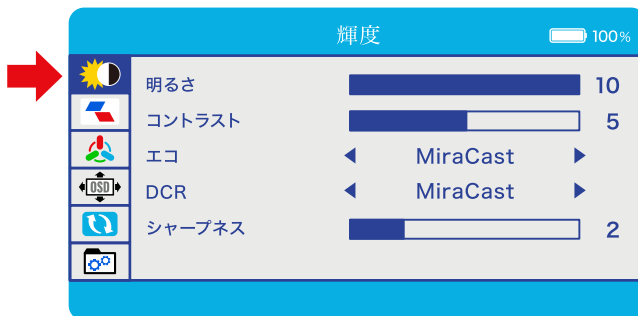 輝度
100%
明るさ 10
コントラスト 5
エコ MiraCast
DCR MiraCast
シャープネス 2
OSD